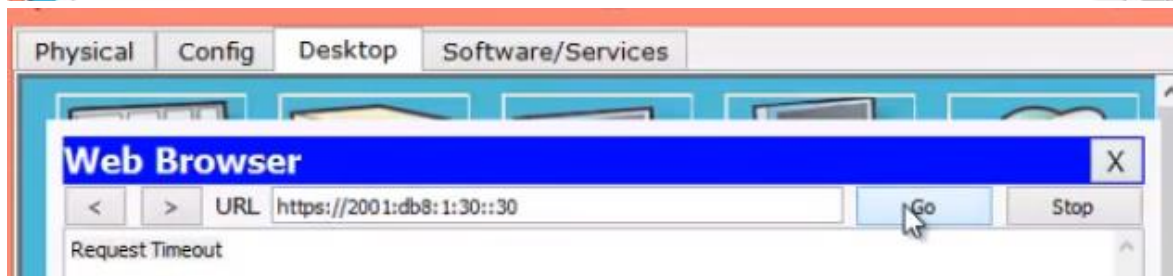 Physical Config Desktop Software/Services
Web Browser X
< > URL https://2001:db8:1:30::30 Go Stop
Request Timeout